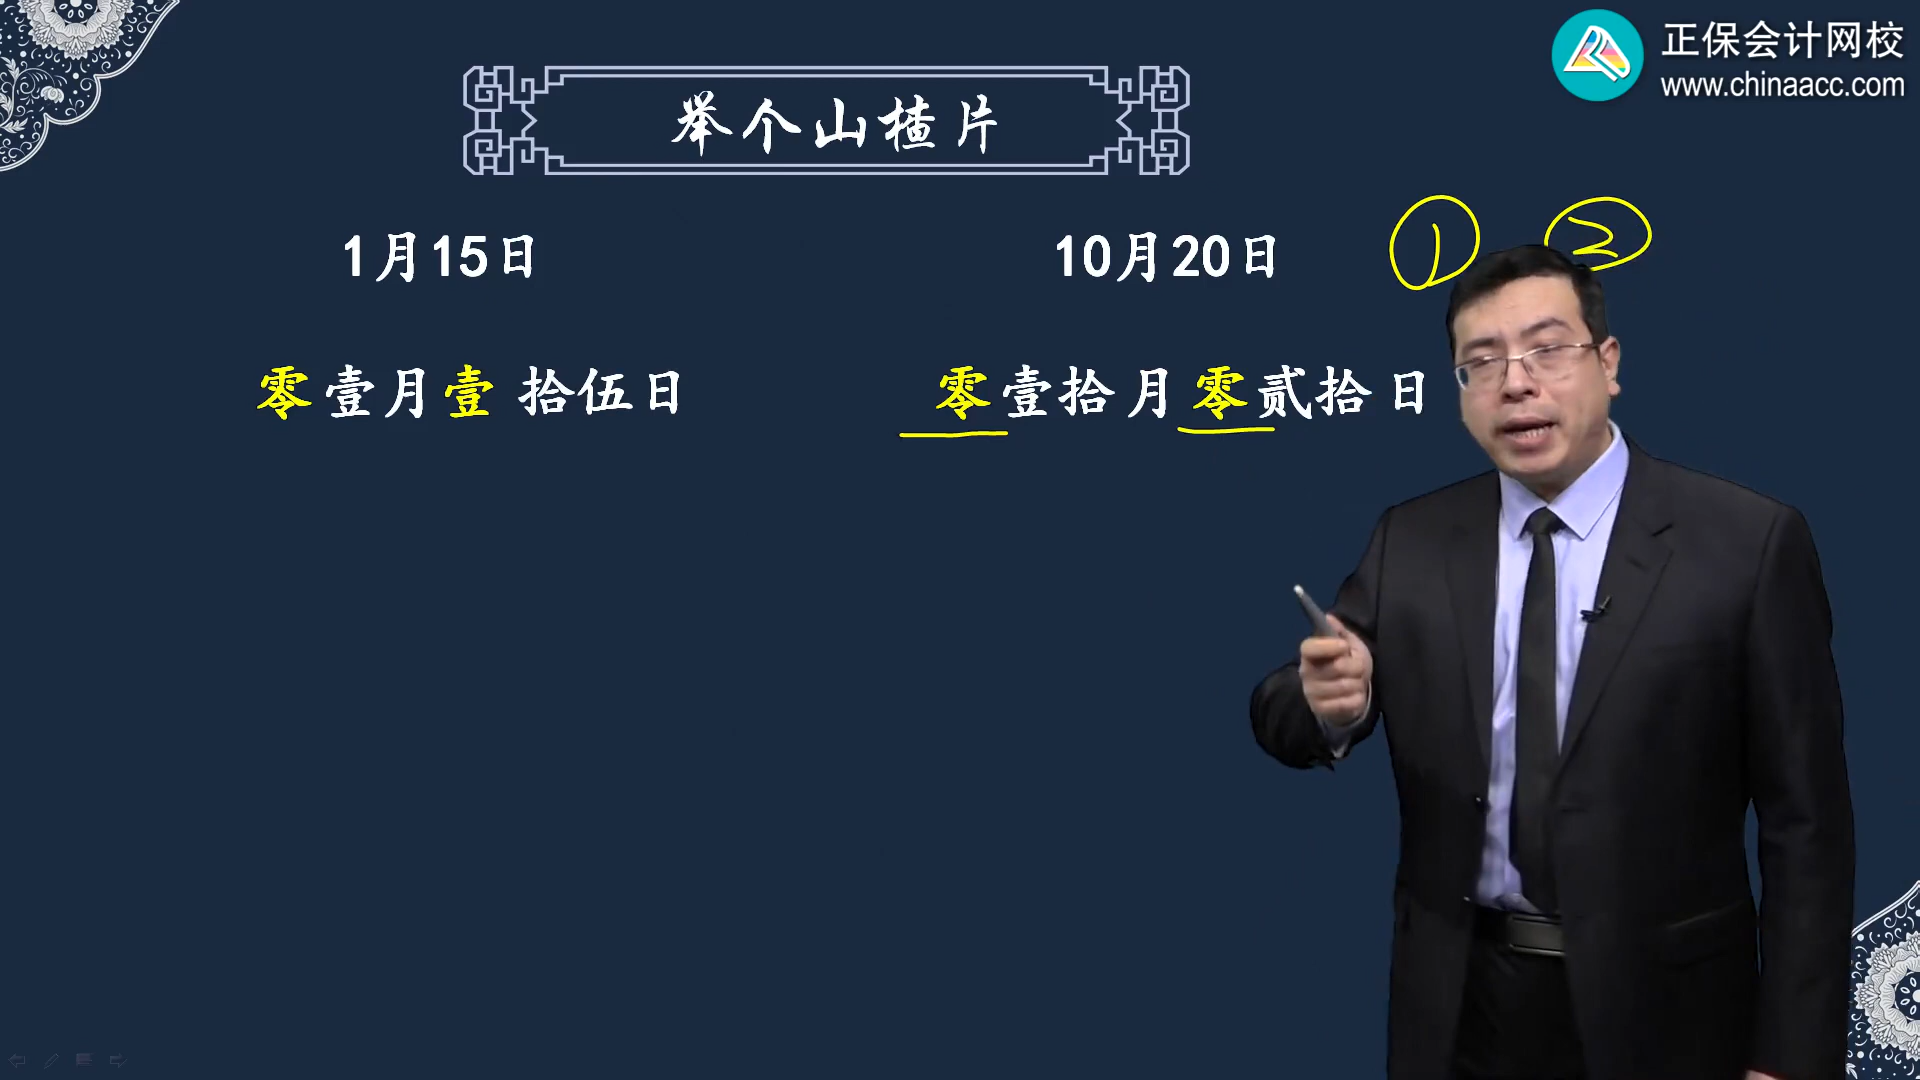 正保会计网校
www.chinaacc.com
举个山楂片
1月15日
10月20日
① ②
零壹月壹拾伍日
零壹拾月零贰拾日